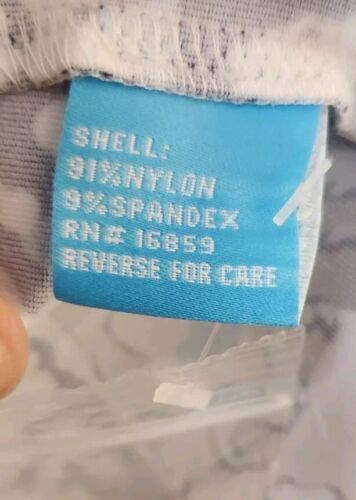 SHELL:
91%NYLON
9%SPANDEX
RN# 16859
REVERSE FOR CARE